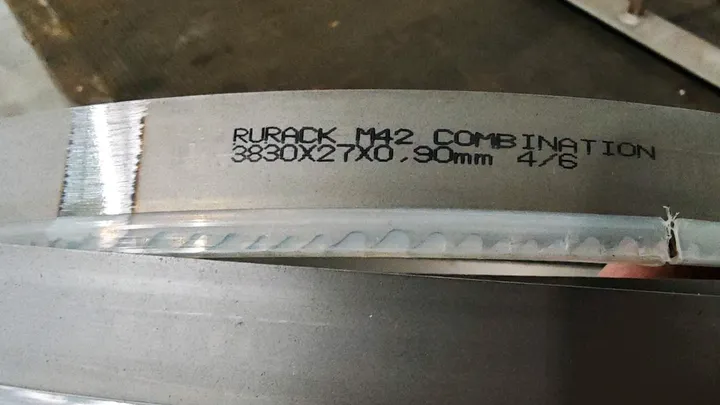 RURACK M42 COMBINATION
3830X27X0,90mm 4/6